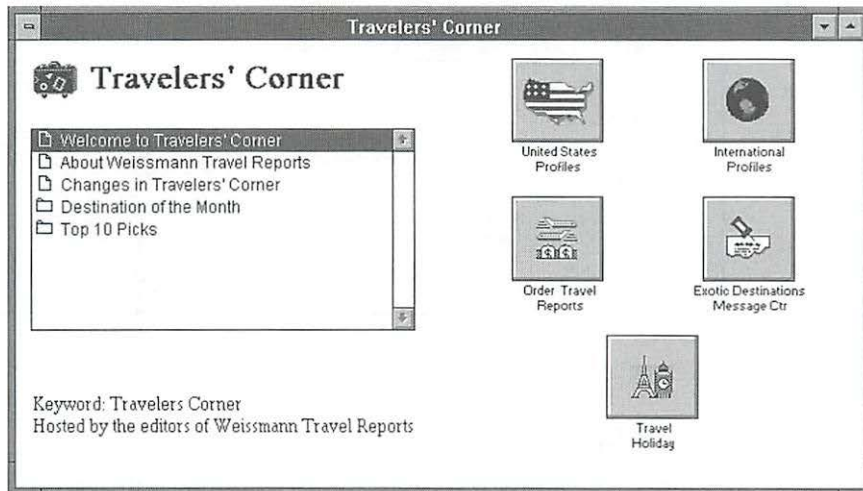 Travelers' Corner
Travelers' Corner
Welcome to Travelers' Corner
About Weissmann Travel Reports
Changes in Travelers' Corner
Destination of the Month
Top 10 Picks
Keyword: Travelers Corner
Hosted by the editors of Weissmann Travel Reports
United States
Profiles
International
Profiles
Order Travel
Reports
Exotic Destinations
Message Ctr
Travel
Holiday